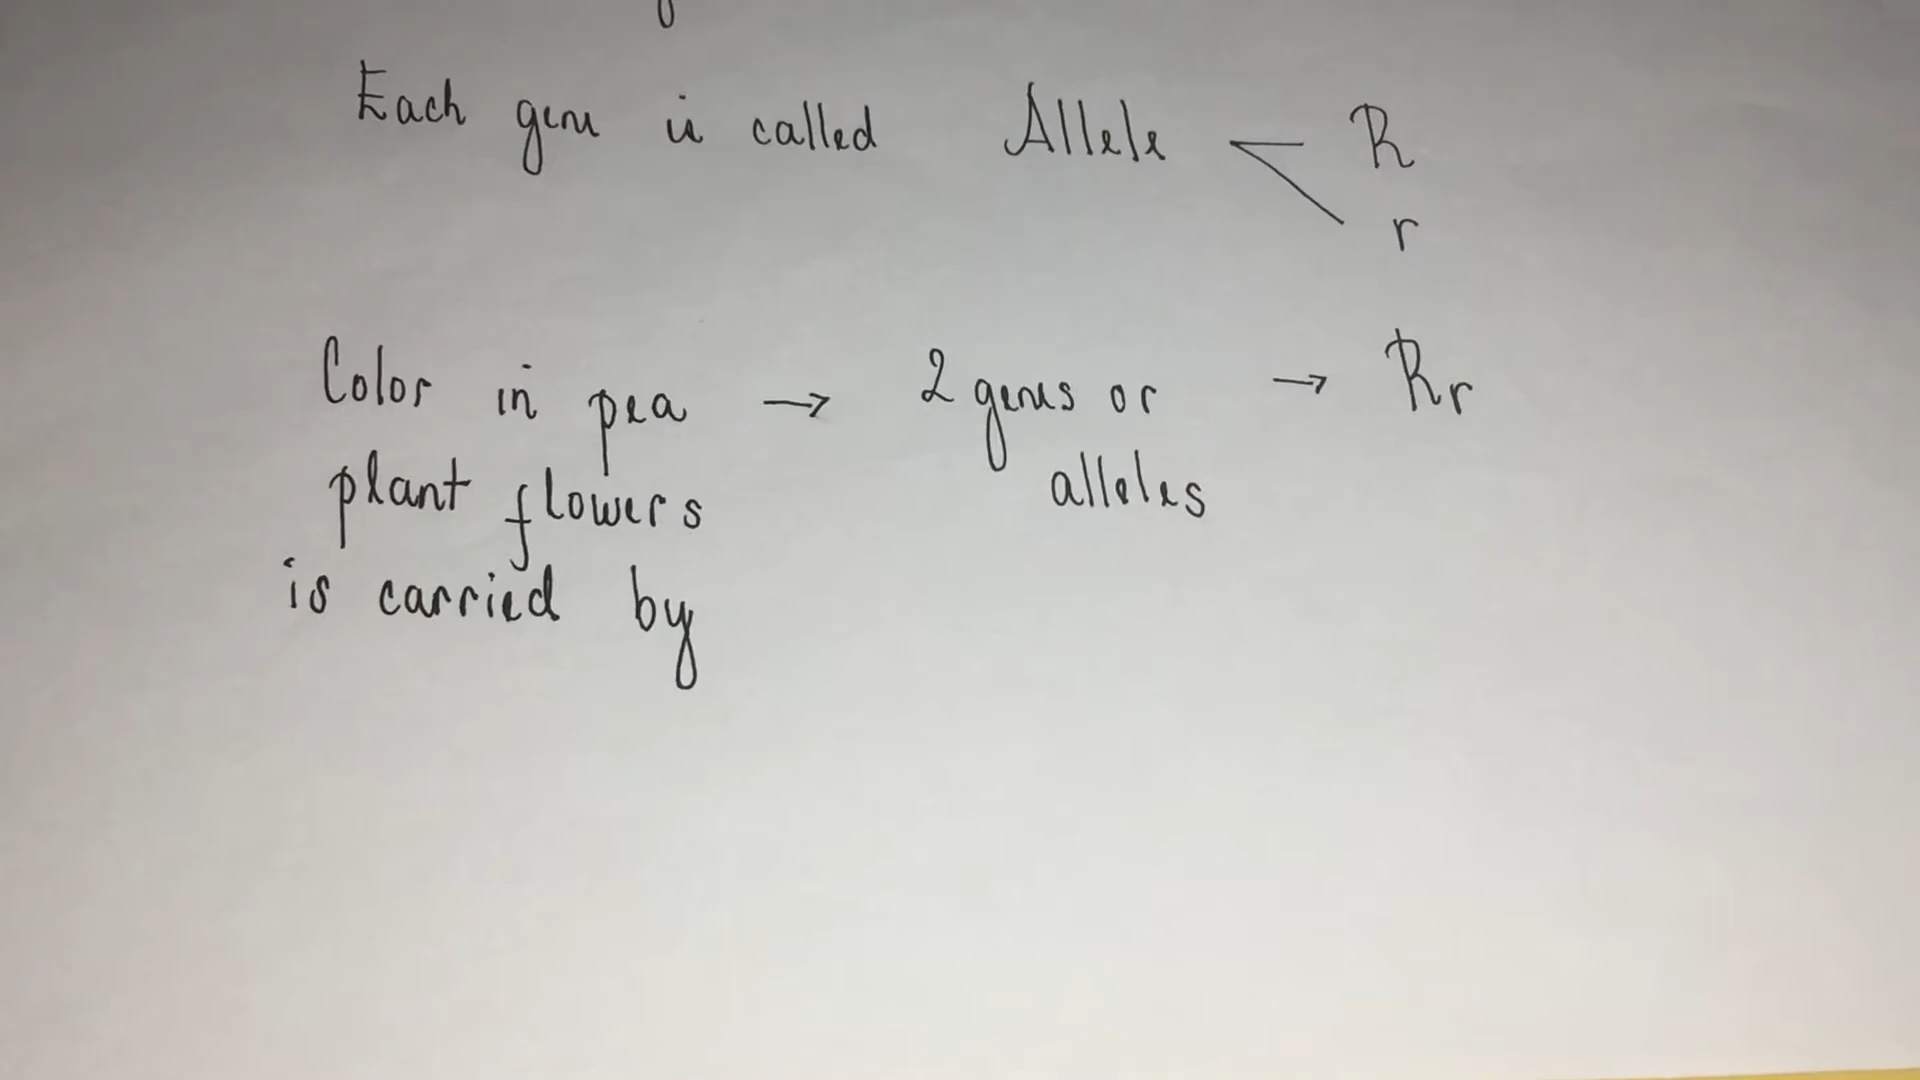 Each gene is called Allele R
r
Color in pea → 2 genes or → Rr
plant flowers alleles
is carried by